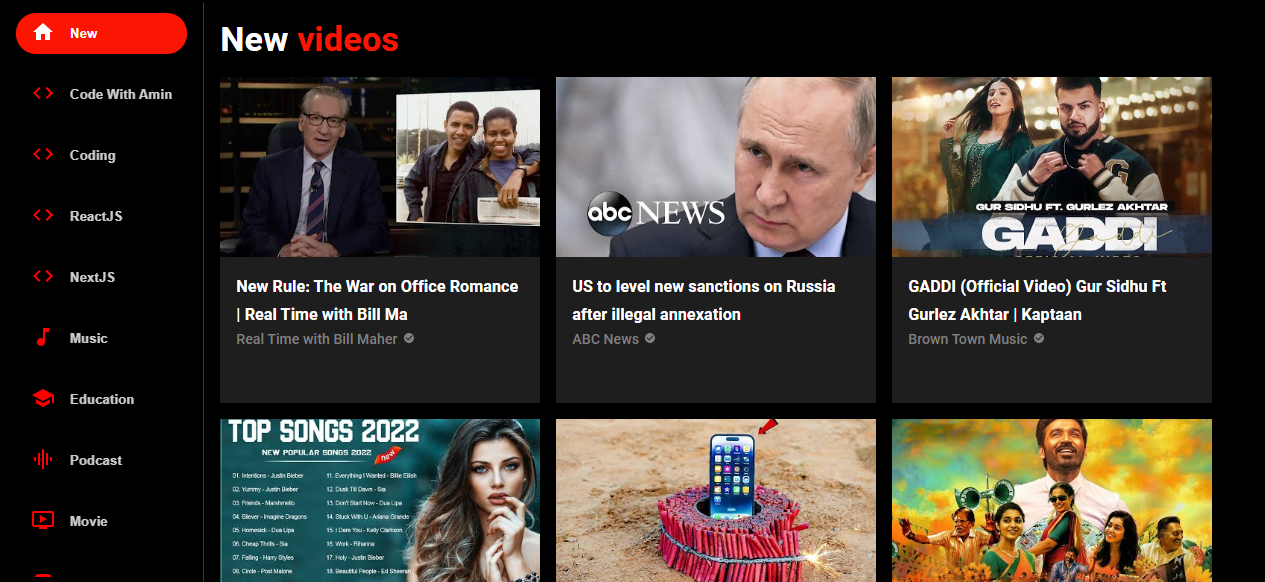 New
Code With Amin
Coding
ReactJS
NextJS
Music
Education
Podcast
Movie
New videos
abc NEWS
GUR SIDHU FT. GURLEZ AKHTAR
GADDI
New Rule: The War on Office Romance
| Real Time with Bill Ma
Real Time with Bill Maher
US to level new sanctions on Russia
after illegal annexation
ABC News
GADDI (Official Video) Gur Sidhu Ft
Gurlez Akhtar | Kaptaan
Brown Town Music
TOP SONGS 2022
NEW POPULAR SONGS 2022
new
01. Intentions - Justin Bieber
02. Yummy - Justin Bieber
03. Friends - Marshmello
04. Bilever - Imagine Dragons
05. Homesick - Dua Lipa
06. Cheap Thrills - Sia
07. Falling - Harry Styles
08. Circle - Post Malone
11. Everything I Wanted - Billie Eilish
12. Dusk Till Dawn - Sia
13. Don't Start Now - Dua Lipa
14. Stuck With U - Ariana Grande
15. I Dare You - Kelly Clarkson
16. Work - Rihanna
17. Holy - Justin Bieber
18. Beautiful People - Ed Sheeran